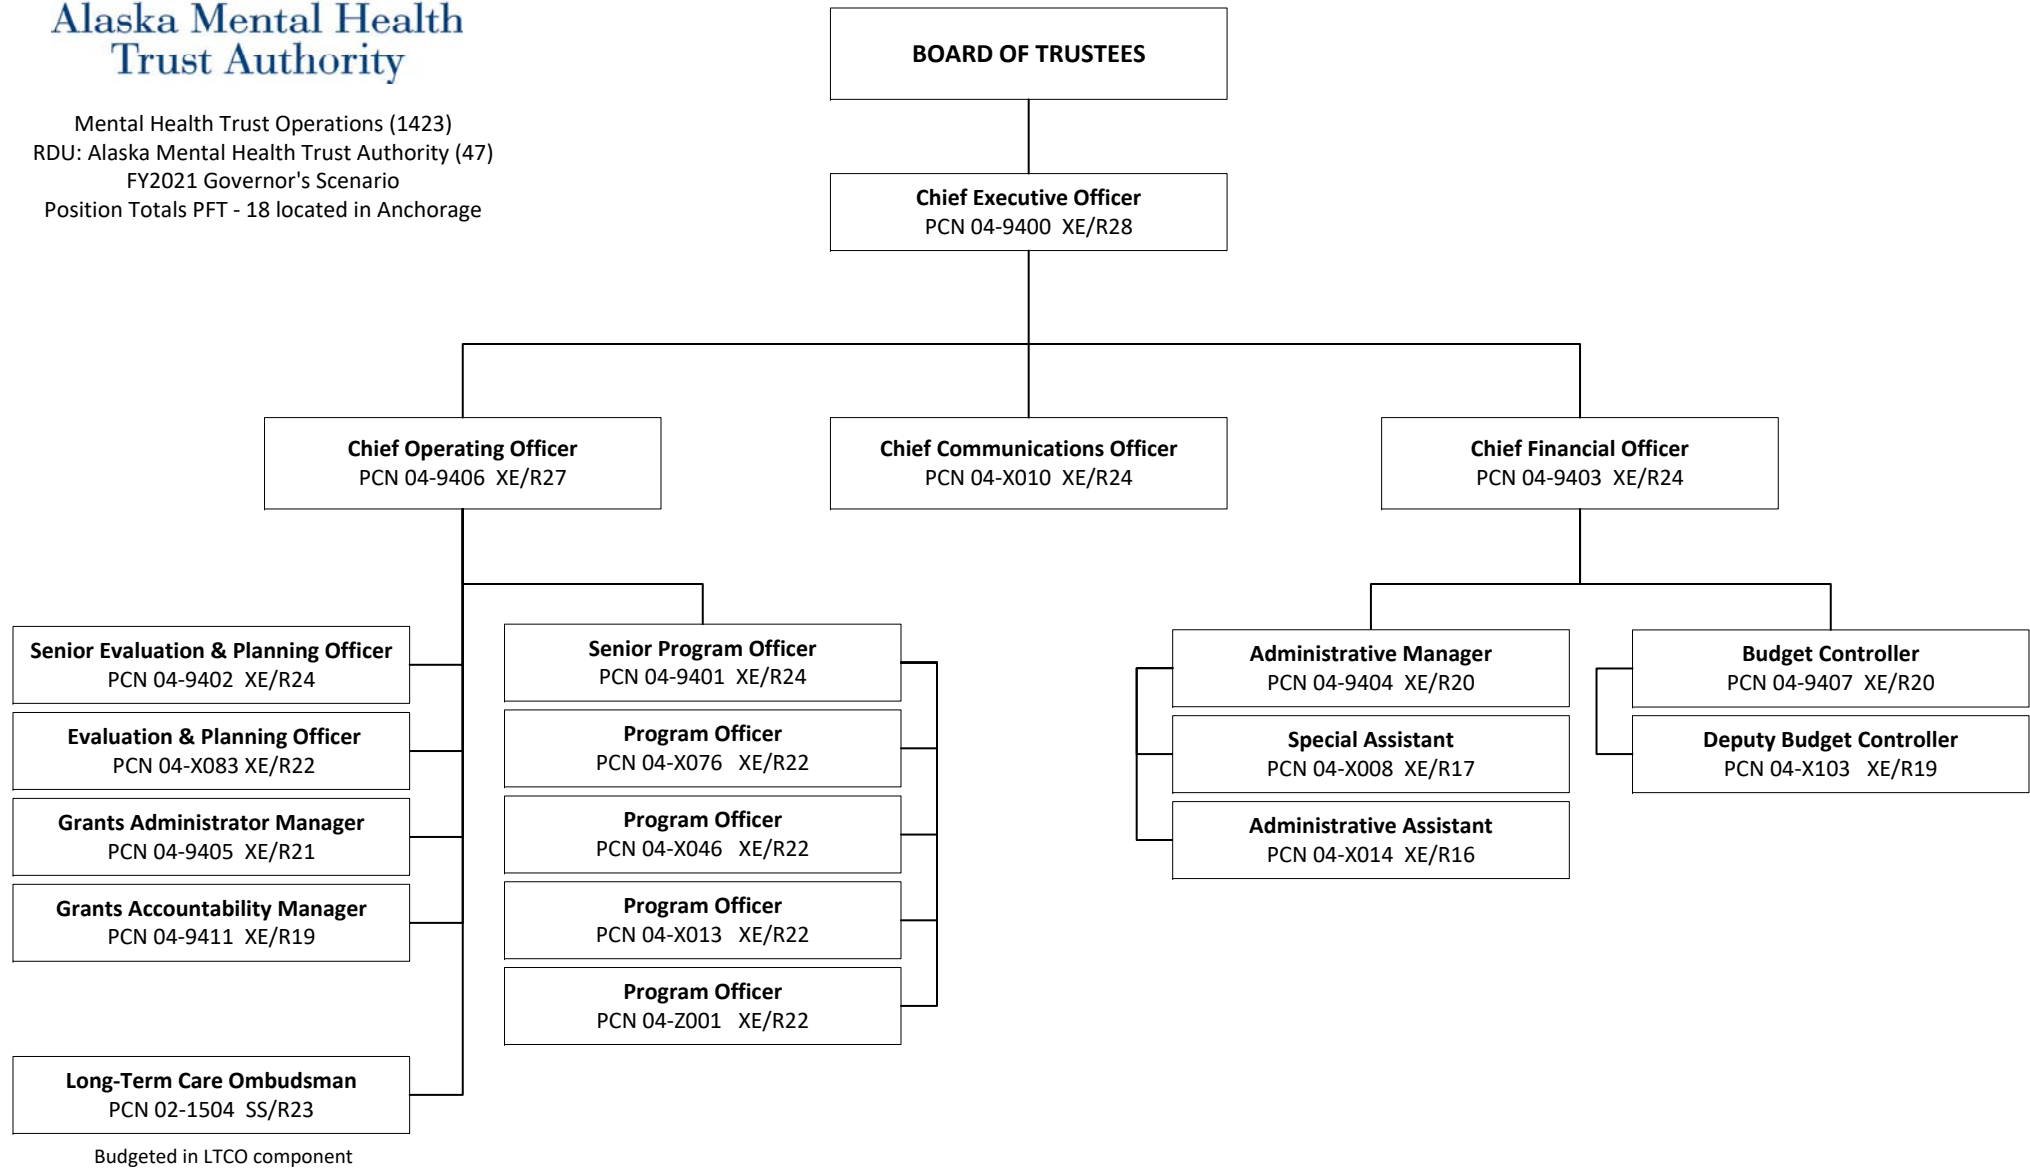 Alaska Mental Health
Trust Authority
Mental Health Trust Operations (1423)
RDU: Alaska Mental Health Trust Authority (47)
FY2021 Governor's Scenario
Position Totals PFT - 18 located in Anchorage
BOARD OF TRUSTEES
Chief Executive Officer
PCN 04-9400 XE/R28
Chief Operating Officer
PCN 04-9406 XE/R27
Chief Communications Officer
PCN 04-X010 XE/R24
Chief Financial Officer
PCN 04-9403 XE/R24
Senior Evaluation & Planning Officer
PCN 04-9402 XE/R24
Evaluation & Planning Officer
PCN 04-X083 XE/R22
Grants Administrator Manager
PCN 04-9405 XE/R21
Grants Accountability Manager
PCN 04-9411 XE/R19
Long-Term Care Ombudsman
PCN 02-1504 SS/R23
Budgeted in LTCO component
Senior Program Officer
PCN 04-9401 XE/R24
Program Officer
PCN 04-X076 XE/R22
Program Officer
PCN 04-X046 XE/R22
Program Officer
PCN 04-X013 XE/R22
Program Officer
PCN 04-Z001 XE/R22
Administrative Manager
PCN 04-9404 XE/R20
Special Assistant
PCN 04-X008 XE/R17
Administrative Assistant
PCN 04-X014 XE/R16
Budget Controller
PCN 04-9407 XE/R20
Deputy Budget Controller
PCN 04-X103 XE/R19